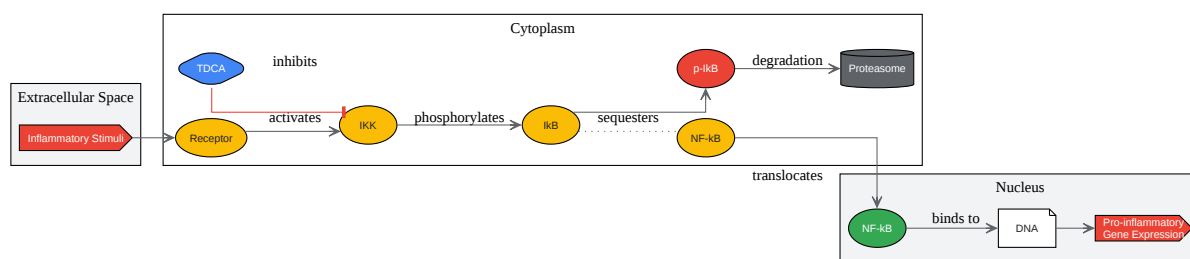 Cytoplasm
TDCA
inhibits
p-IkB
degradation
Proteasome
Extracellular Space
Inflammatory Stimuli
Receptor
activates
IKK
phosphorylates
IkB
sequesters
NF-kB
translocates
Nucleus
NF-kB
binds to
DNA
Pro-inflammatory
Gene Expression